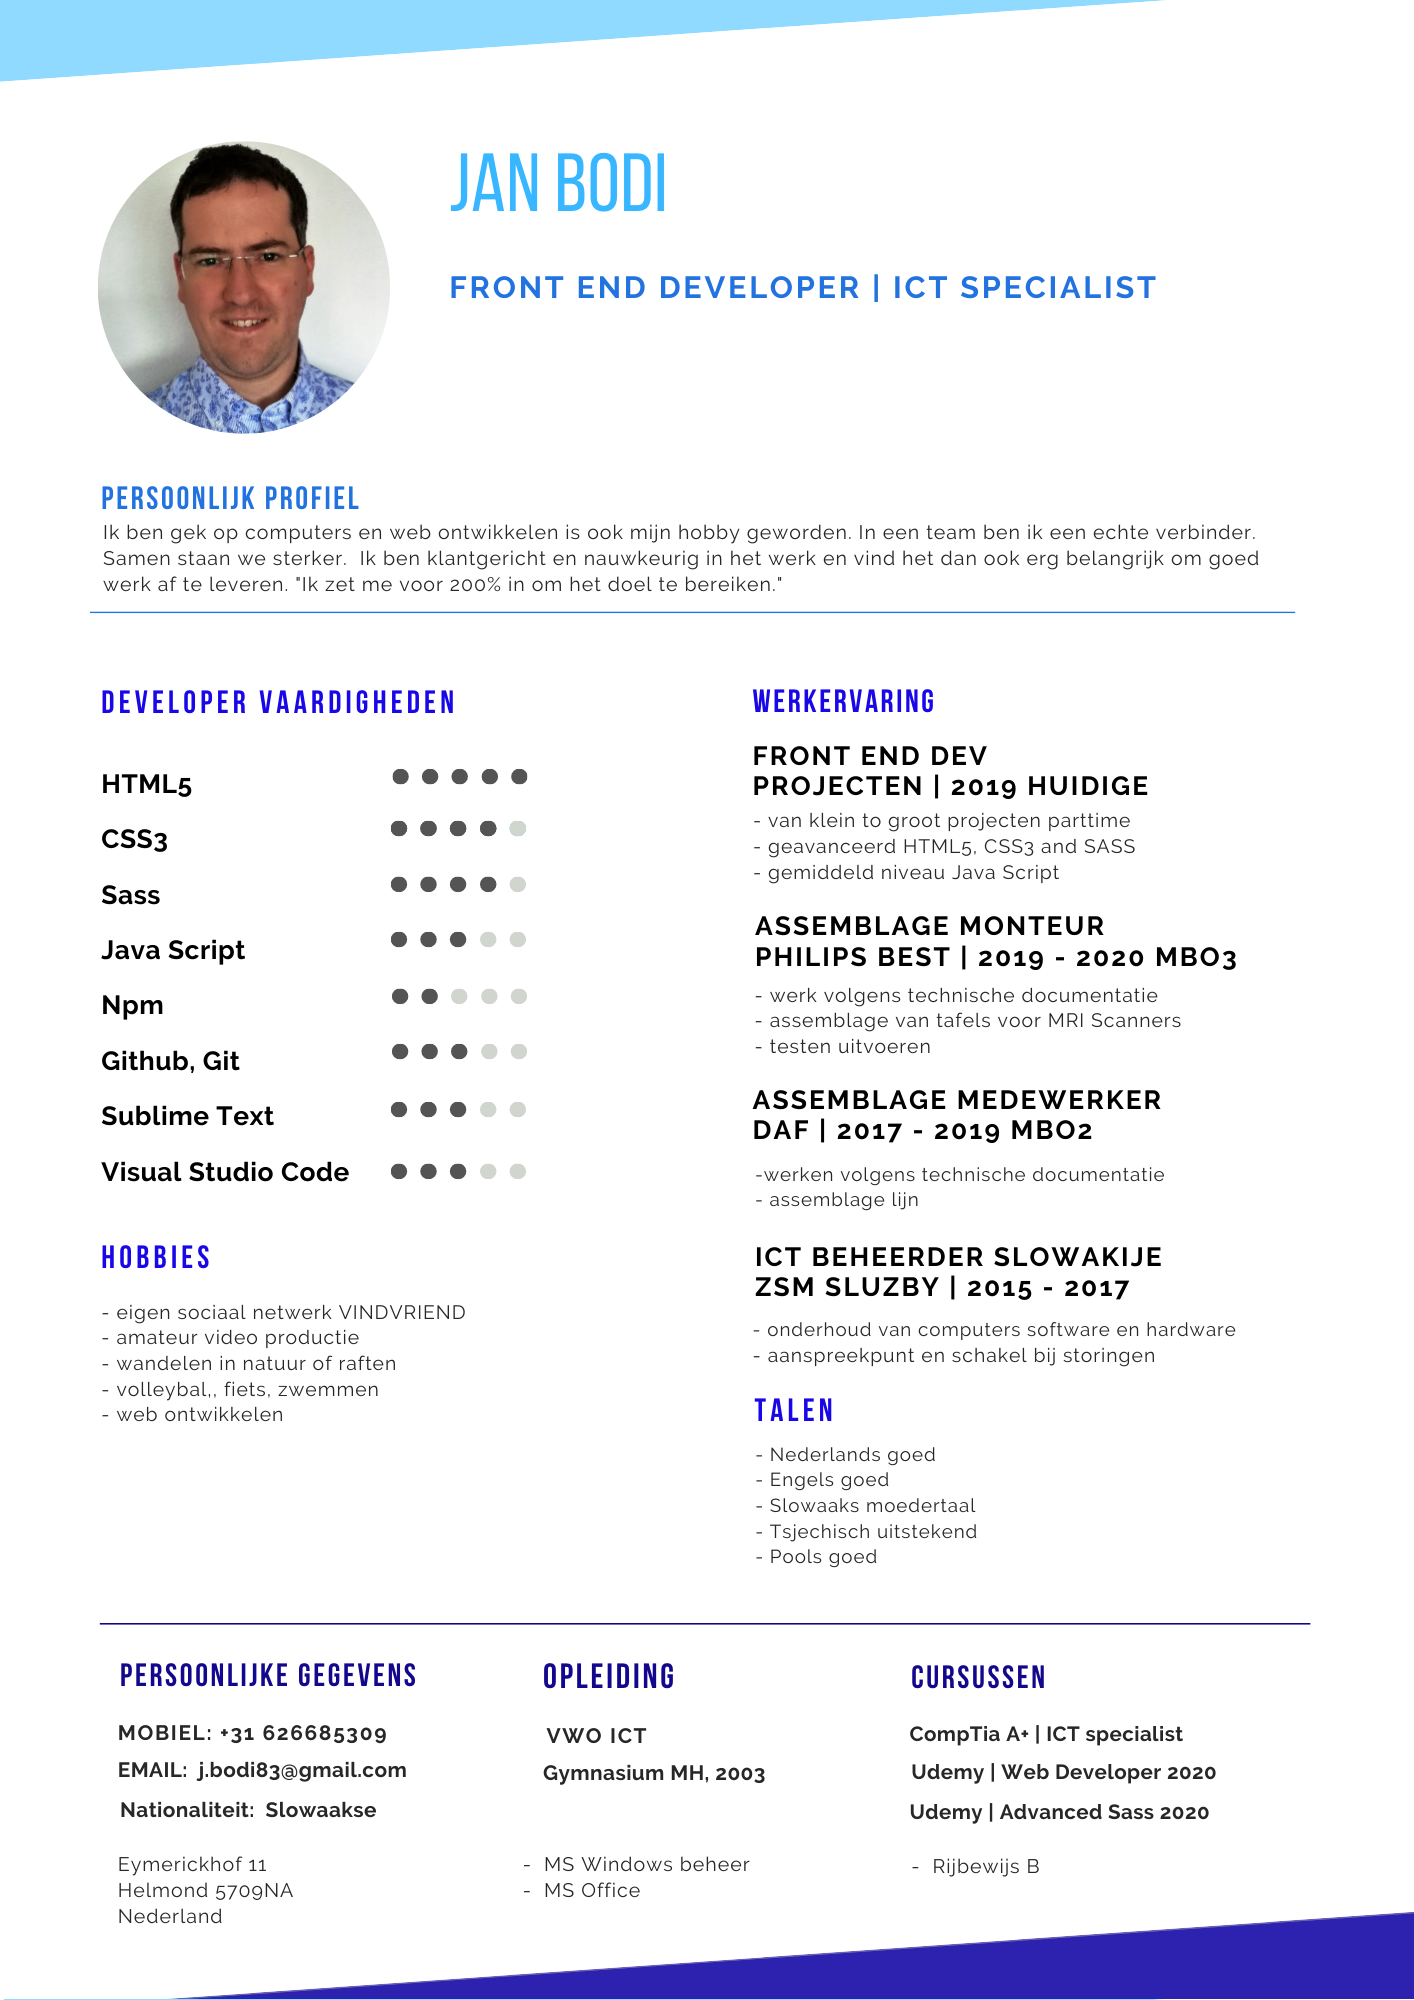 JAN BODI
FRONT END DEVELOPER | ICT SPECIALIST
PERSOONLIJK PROFIEL
Ik ben gek op computers en web ontwikkelen is ook mijn hobby geworden. In een team ben ik een echte verbinder.
Samen staan we sterker.  Ik ben klantgericht en nauwkeurig in het werk en vind het dan ook erg belangrijk om goed
werk af te leveren. "Ik zet me voor 200% in om het doel te bereiken."
DEVELOPER VAARDIGHEDEN
HTML5
CSS3
Sass
Java Script
Npm
Github, Git
Sublime Text
Visual Studio Code
HOBBIES
- eigen sociaal netwerk VINDVRIEND
- amateur video productie
- wandelen in natuur of raften
- volleybal,, fiets, zwemmen
- web ontwikkelen
WERKERVARING
FRONT END DEV
PROJECTEN | 2019 HUIDIGE
- van klein to groot projecten parttime
- geavanceerd HTML5, CSS3 and SASS
- gemiddeld niveau Java Script
ASSEMBLAGE MONTEUR
PHILIPS BEST | 2019 - 2020 MBO3
- werk volgens technische documentatie
- assemblage van tafels voor MRI Scanners
- testen uitvoeren
ASSEMBLAGE MEDEWERKER
DAF | 2017 - 2019 MBO2
-werken volgens technische documentatie
- assemblage lijn
ICT BEHEERDER SLOWAKIJE
ZSM SLUZBY | 2015 - 2017
- onderhoud van computers software en hardware
- aanspreekpunt en schakel bij storingen
TALEN
- Nederlands goed
- Engels goed
- Slowaaks moedertaal
- Tsjechisch uitstekend
- Pools goed
PERSOONLIJKE GEGEVENS
MOBIEL: +31 626685309
EMAIL:  j.bodi83@gmail.com
Nationaliteit:  Slowaakse
Eymerickhof 11
Helmond 5709NA
Nederland
OPLEIDING
VWO ICT
Gymnasium MH, 2003
-  MS Windows beheer
-  MS Office
CURSUSSEN
CompTia A+ | ICT specialist
Udemy | Web Developer 2020
Udemy | Advanced Sass 2020
-  Rijbewijs B